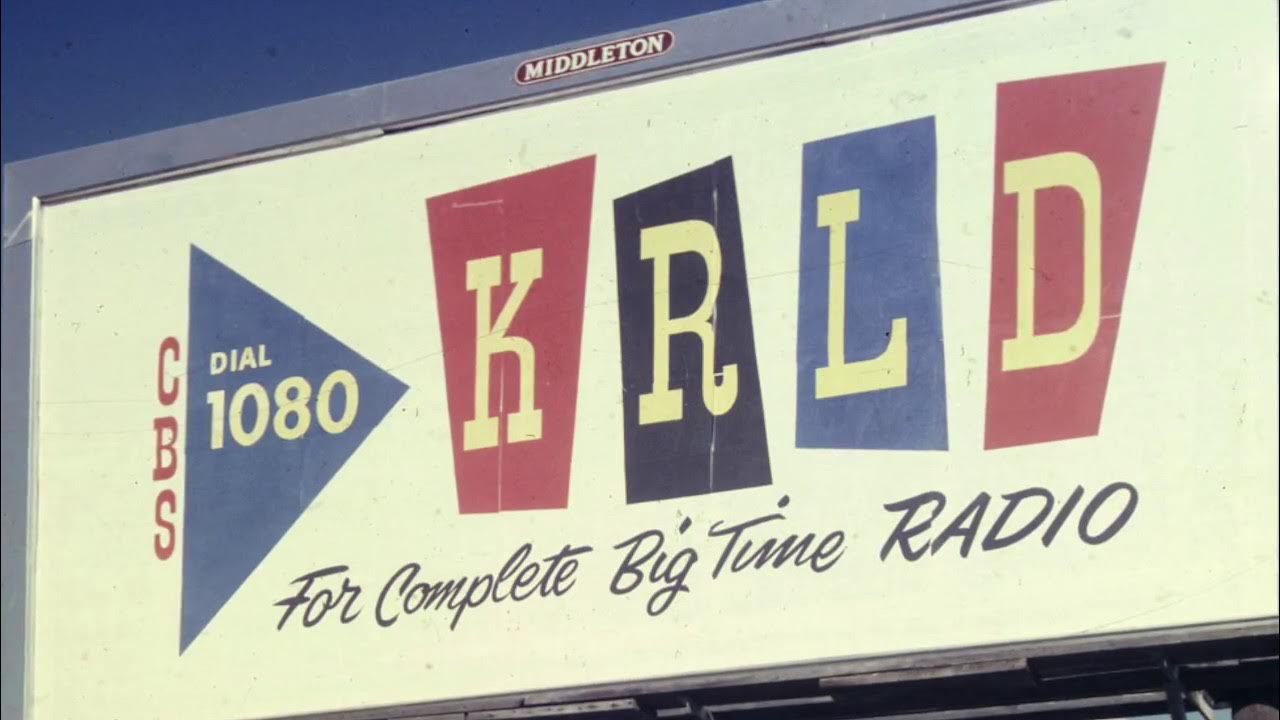 MIDDLETON
CBS
DIAL
1080
KRLD
For Complete Big Time RADIO